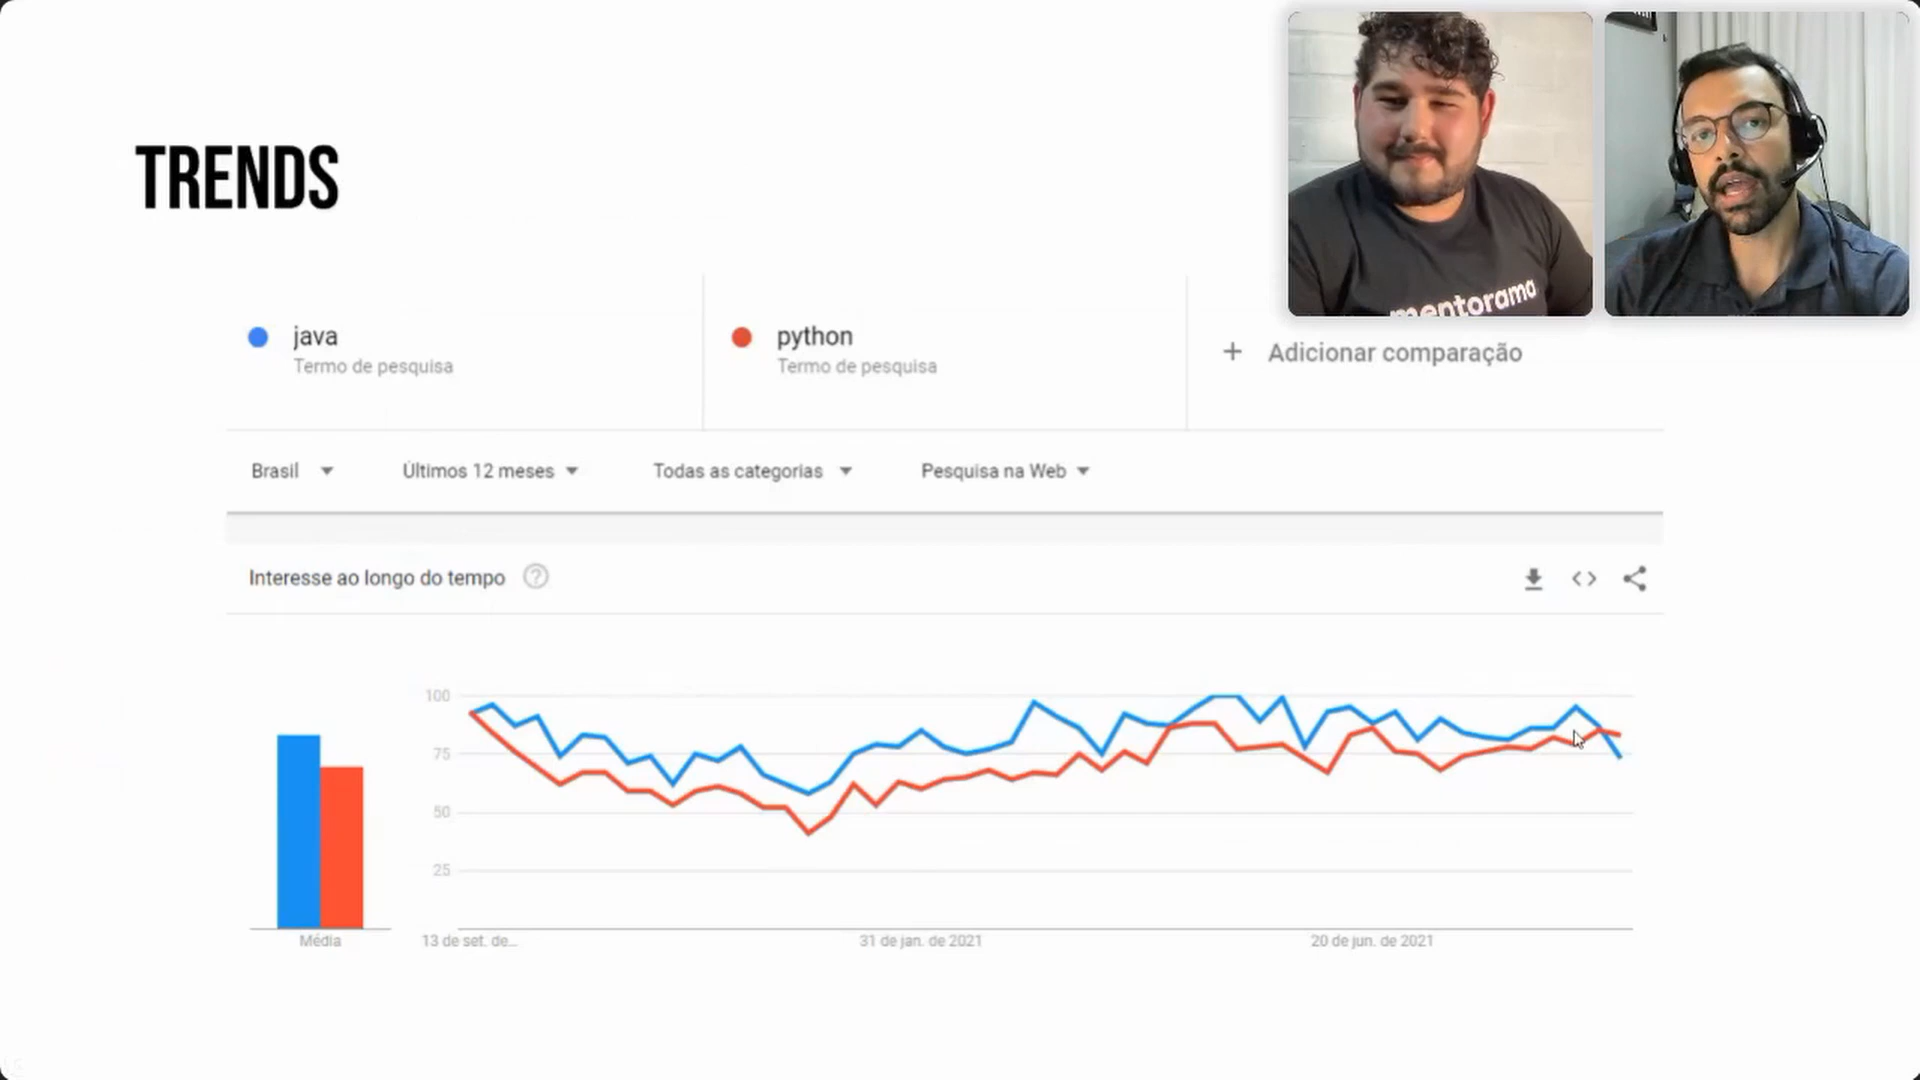 TRENDS
mentorama
java
Termo de pesquisa
python
Termo de pesquisa
+ Adicionar comparação
Brasil
Últimos 12 meses
Todas as categorias
Pesquisa na Web
Interesse ao longo do tempo
?
100
75
50
25
Média
13 de set. de...
31 de jan. de 2021
20 de jun. de 2021